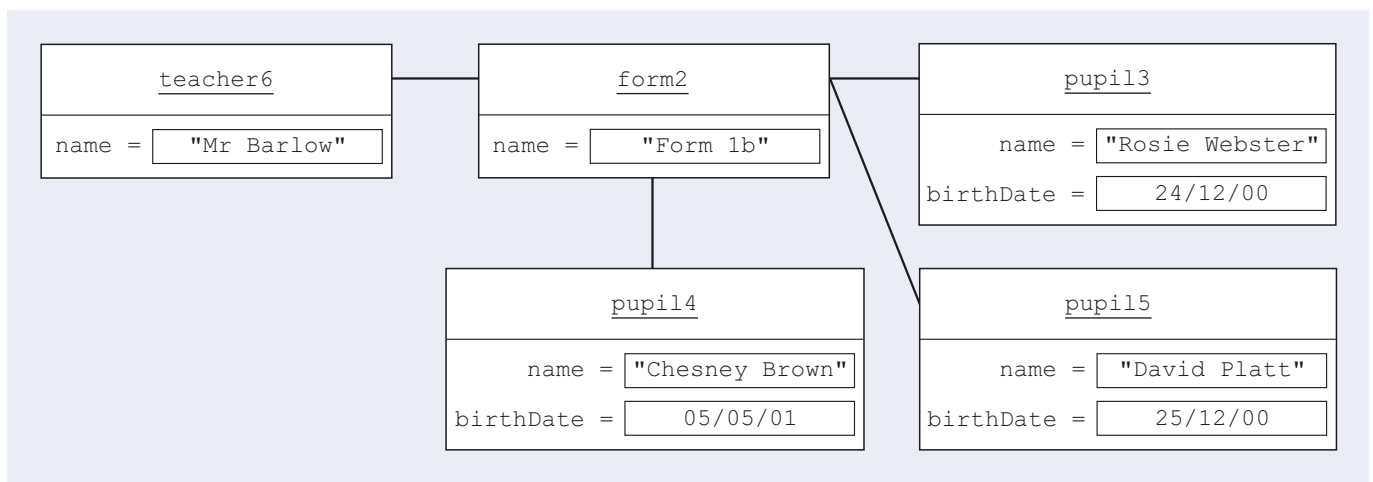 teacher6
name = "Mr Barlow"
form2
name = "Form 1b"
pupil3
name = "Rosie Webster"
birthDate = 24/12/00
pupil4
name = "Chesney Brown"
birthDate = 05/05/01
pupil5
name = "David Platt"
birthDate = 25/12/00